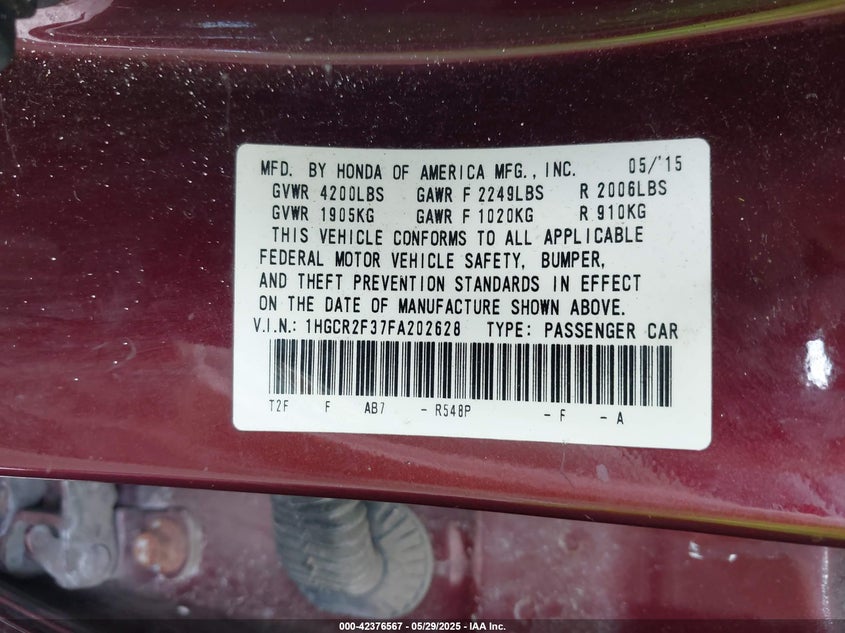 MFD. BY HONDA OF AMERICA MFG., INC. 05/'15
GVWR 4200LBS GAWR F 2249LBS R 2006LBS
GVWR 1905KG GAWR F 1020KG R 910KG
THIS VEHICLE CONFORMS TO ALL APPLICABLE
FEDERAL MOTOR VEHICLE SAFETY, BUMPER,
AND THEFT PREVENTION STANDARDS IN EFFECT
ON THE DATE OF MANUFACTURE SHOWN ABOVE.
V.I.N.: 1HGCR2F37FA202628 TYPE: PASSENGER CAR
T2F F AB7 - R548P - F - A
000-42376567 - 05/29/2025 - IAA Inc.